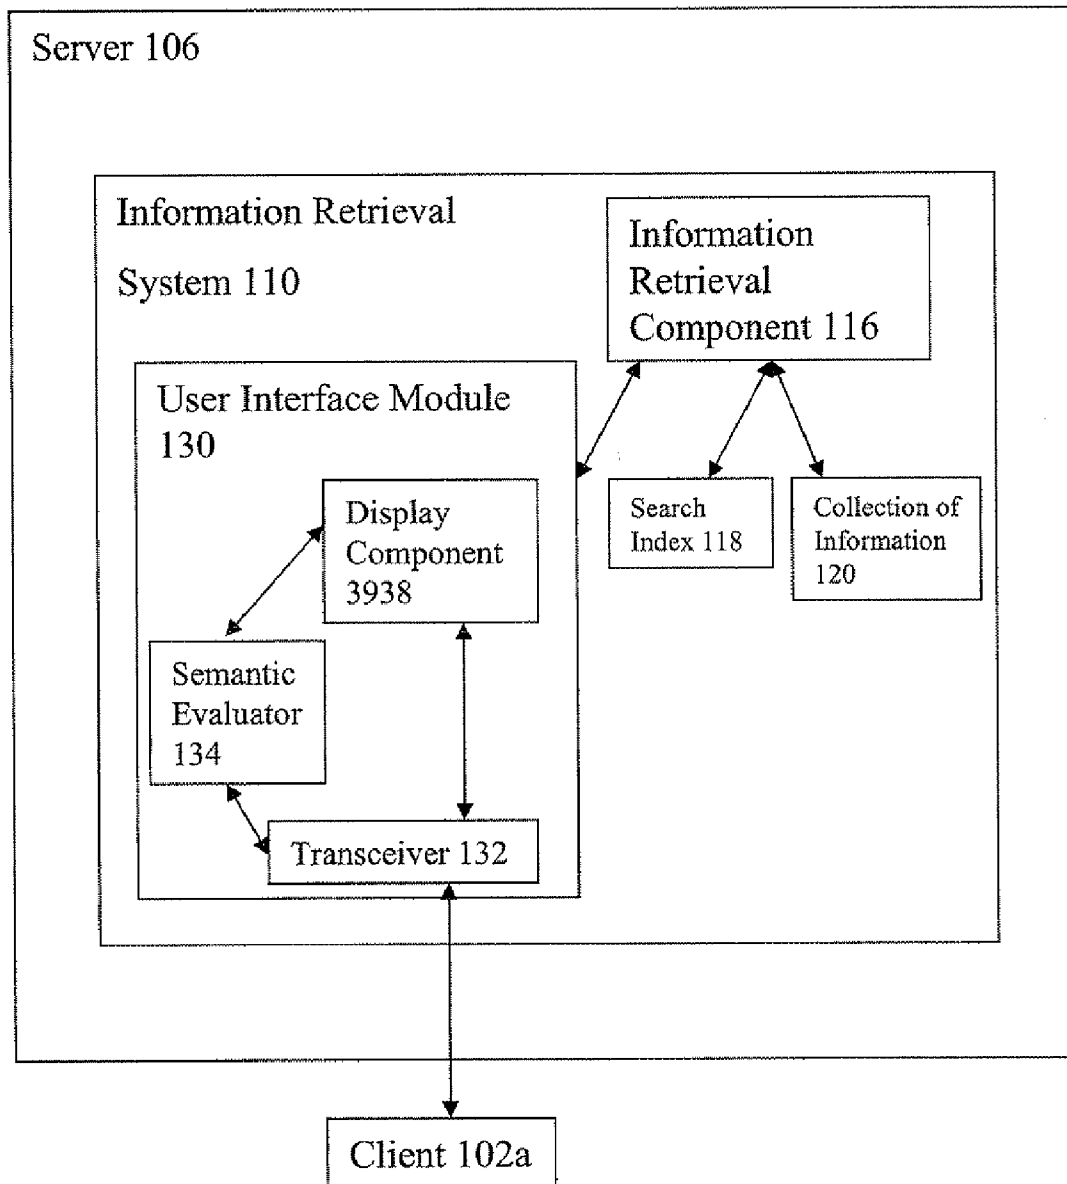 Server 106
Information Retrieval
System 110
Information
Retrieval
Component 116
User Interface Module
130
Display
Component
3938
Search
Index 118
Collection of
Information
120
Semantic
Evaluator
134
Transceiver 132
Client 102a